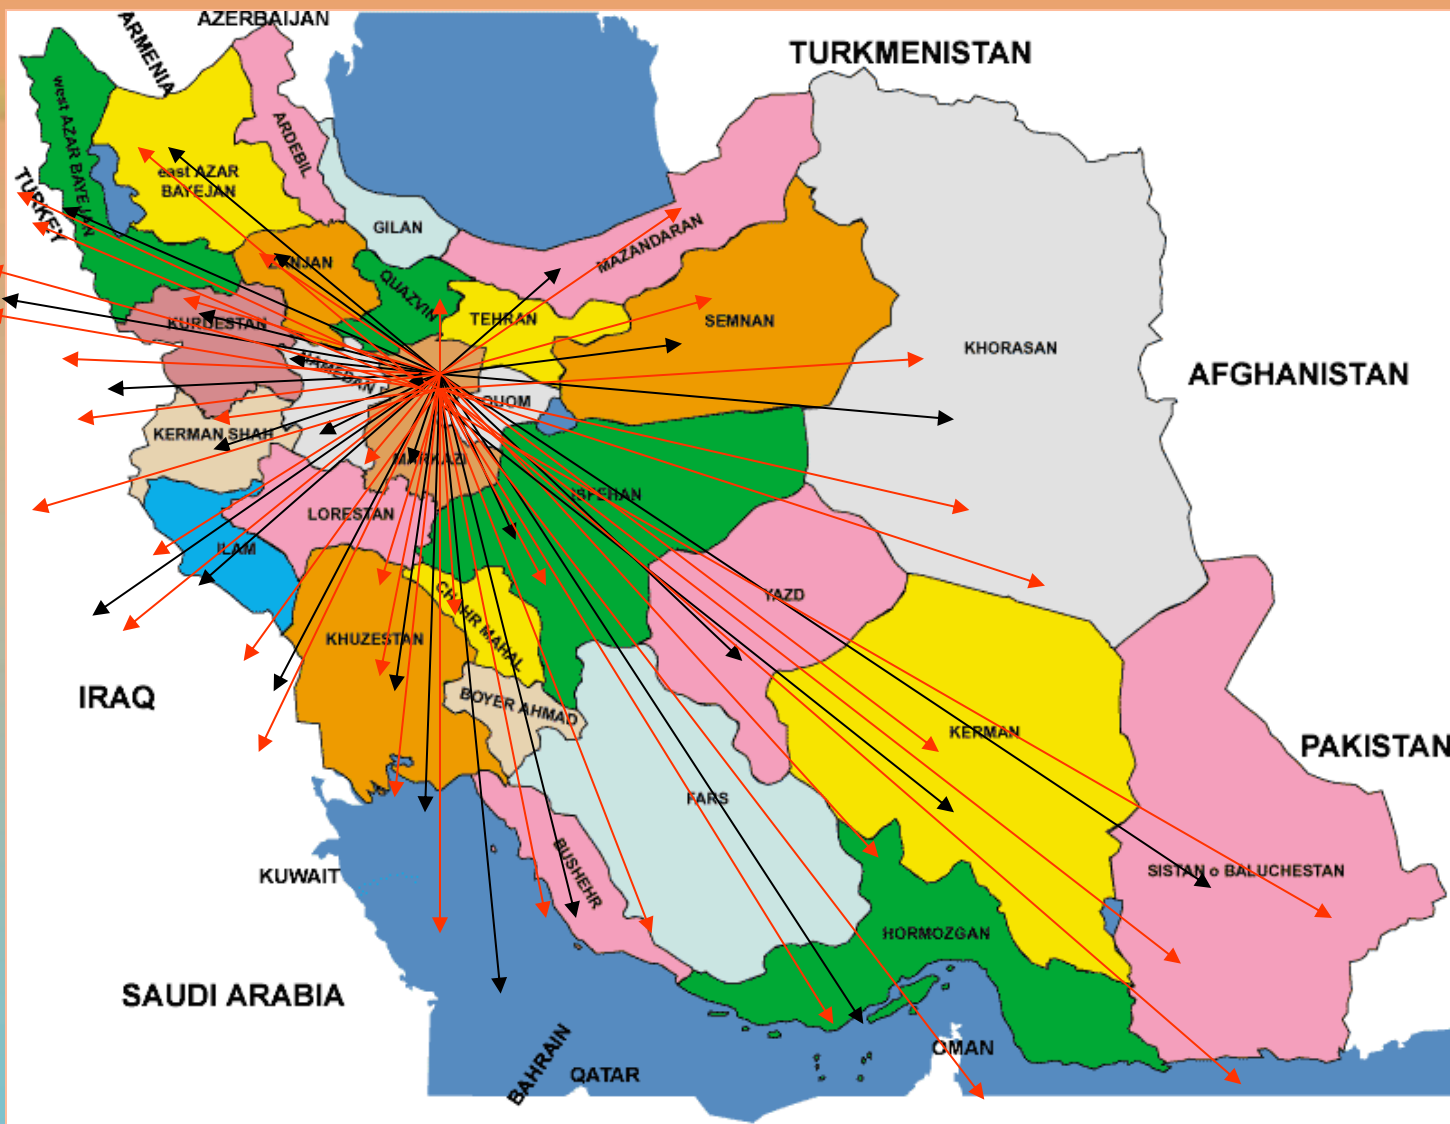 AZERBAIJAN
ARMENIA
TURKMENISTAN
west AZAR BAYEJAN
ARDEBIL
east AZAR
BAYEJAN
TURKEY
GILAN
MAZANDARAN
ZANJAN
QUAZVIN
TEHRAN
SEMNAN
KURDESTAN
KHORASAN
HAMEDAN
AFGHANISTAN
QUOM
KERMAN SHAH
MARKAZI
ISFEHAN
LORESTAN
ILAM
YAZD
CHAHR MAHAL
KHUZESTAN
IRAQ
BOYER AHMAD
KERMAN
PAKISTAN
FARS
BUSHEHR
KUWAIT
SISTAN o BALUCHESTAN
HORMOZGAN
SAUDI ARABIA
OMAN
BAHRAIN
QATAR